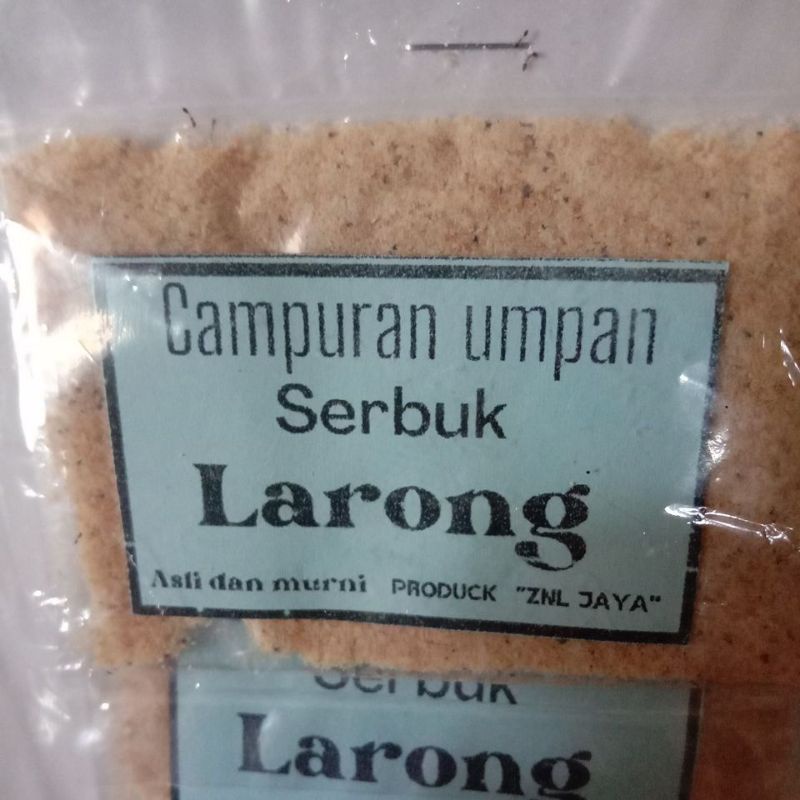 Campuran umpan
Serbuk
Larong
Asli dan murni PRODUCK "ZNL JAYA"
Serbuk
Larong